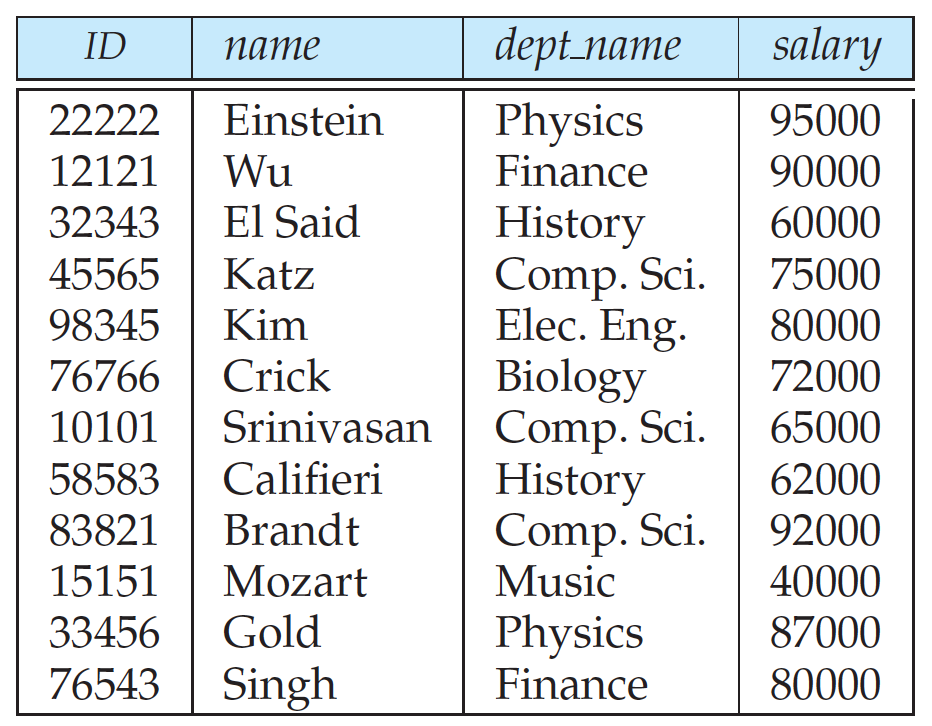 ID name dept_name salary
22222 Einstein Physics 95000
12121 Wu Finance 90000
32343 El Said History 60000
45565 Katz Comp. Sci. 75000
98345 Kim Elec. Eng. 80000
76766 Crick Biology 72000
10101 Srinivasan Comp. Sci. 65000
58583 Califieri History 62000
83821 Brandt Comp. Sci. 92000
15151 Mozart Music 40000
33456 Gold Physics 87000
76543 Singh Finance 80000